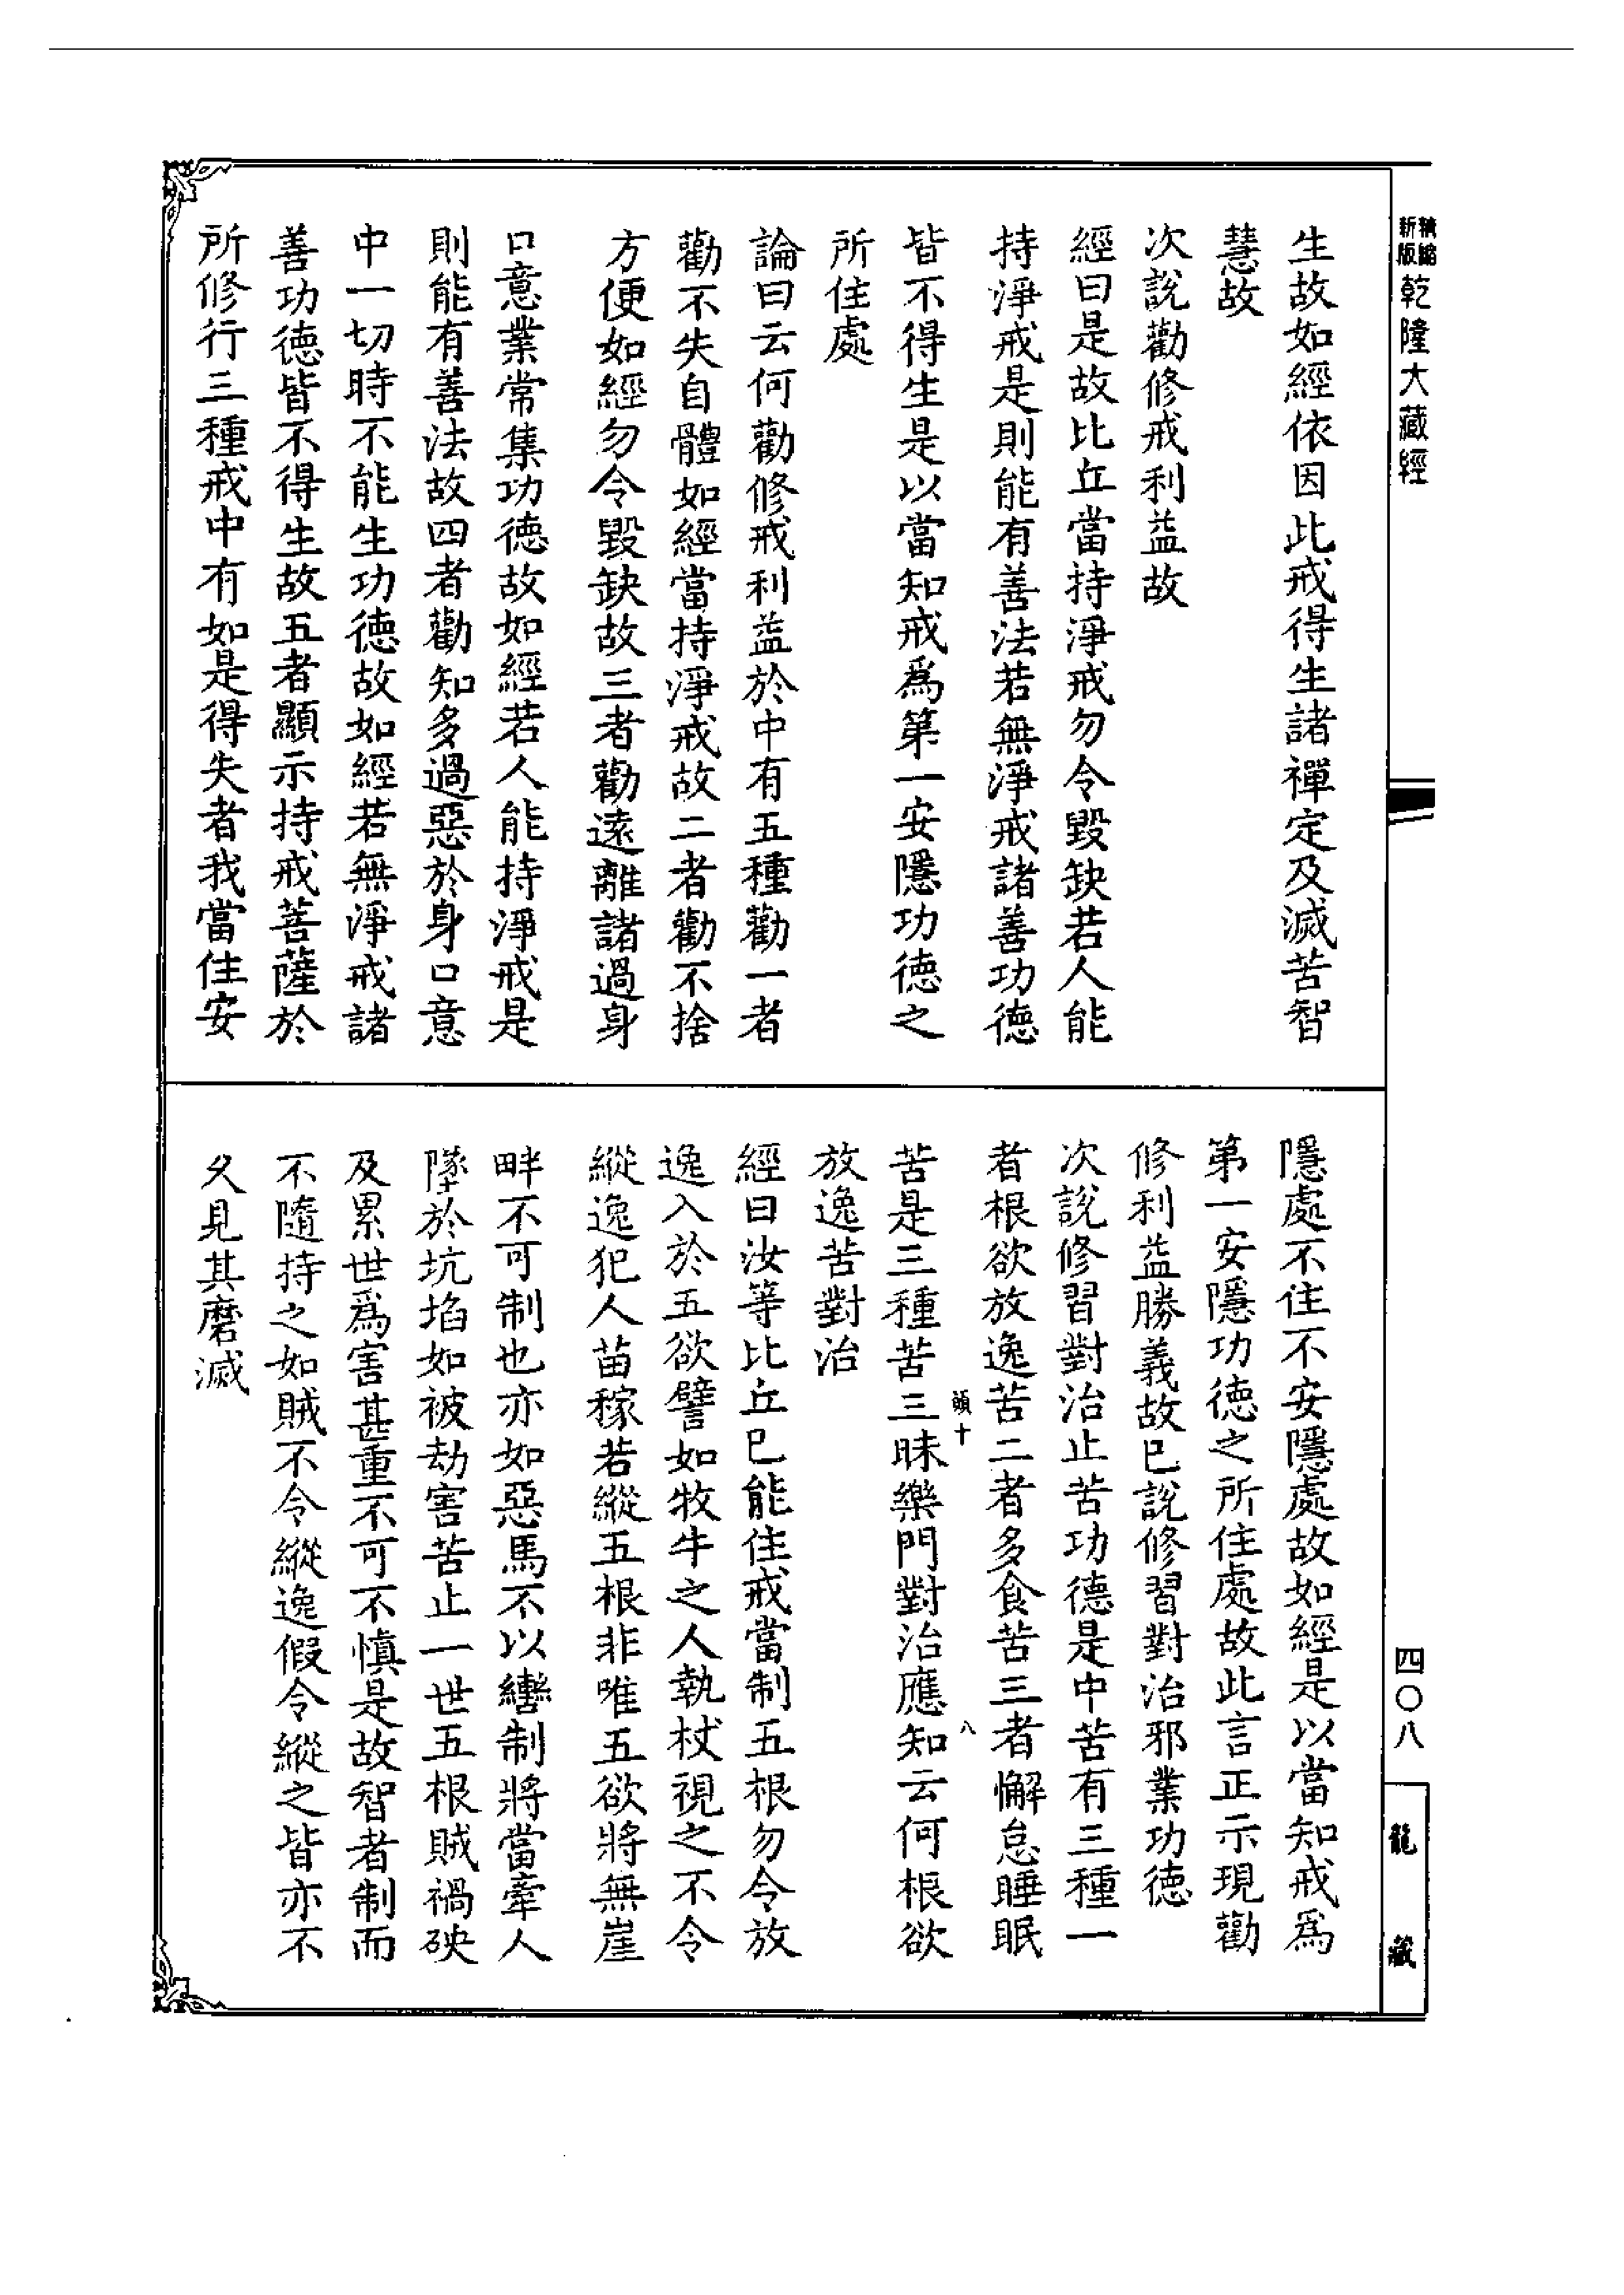 新版精縮乾隆大藏經
生故如經依因此戒得生諸禪定及滅苦智
慧故
次說勸修戒利益故
經曰是故比丘當持淨戒勿令毀缺若人能
持淨戒是則能有善法若無淨戒諸善功德
皆不得生是以當知戒爲第一安隱功德之
所住處
論曰云何勸修戒利益於中有五種勸一者
勸不失自體如經當持淨戒故二者勸不捨
方便如經勿令毀缺故三者勸遠離諸過身
口意業常集功德故如經若人能持淨戒是
則能有善法故四者勸知多過惡於身口意
中一切時不能生功德故如經若無淨戒諸
善功德皆不得生故五者顯示持戒菩薩於
所修行三種戒中有如是得失者我當住安
隱處不住不安隱處故如經是以當知戒爲
第一安隱功德之所住處故此言正示現勸
修利益勝義故已說修習對治邪業功德
次說修習對治止苦功德是中苦有三種一
者根欲放逸苦二者多食苦三者懈怠睡眠
苦是三種苦三昧樂門對治應知云何根欲
放逸苦對治
經曰汝等比丘已能住戒當制五根勿令放
逸入於五欲譬如牧牛之人執杖視之不令
縱逸犯人苗稼若縱五根非唯五欲將無崖
畔不可制也亦如惡馬不以轡制將當牽人
墜於坑埳如被劫害苦止一世五根賊禍殃
及累世爲害甚重不可不慎是故智者制而
不隨持之如賊不令縱逸假令縱之皆亦不
久見其磨滅
十
八
四〇八
龍藏